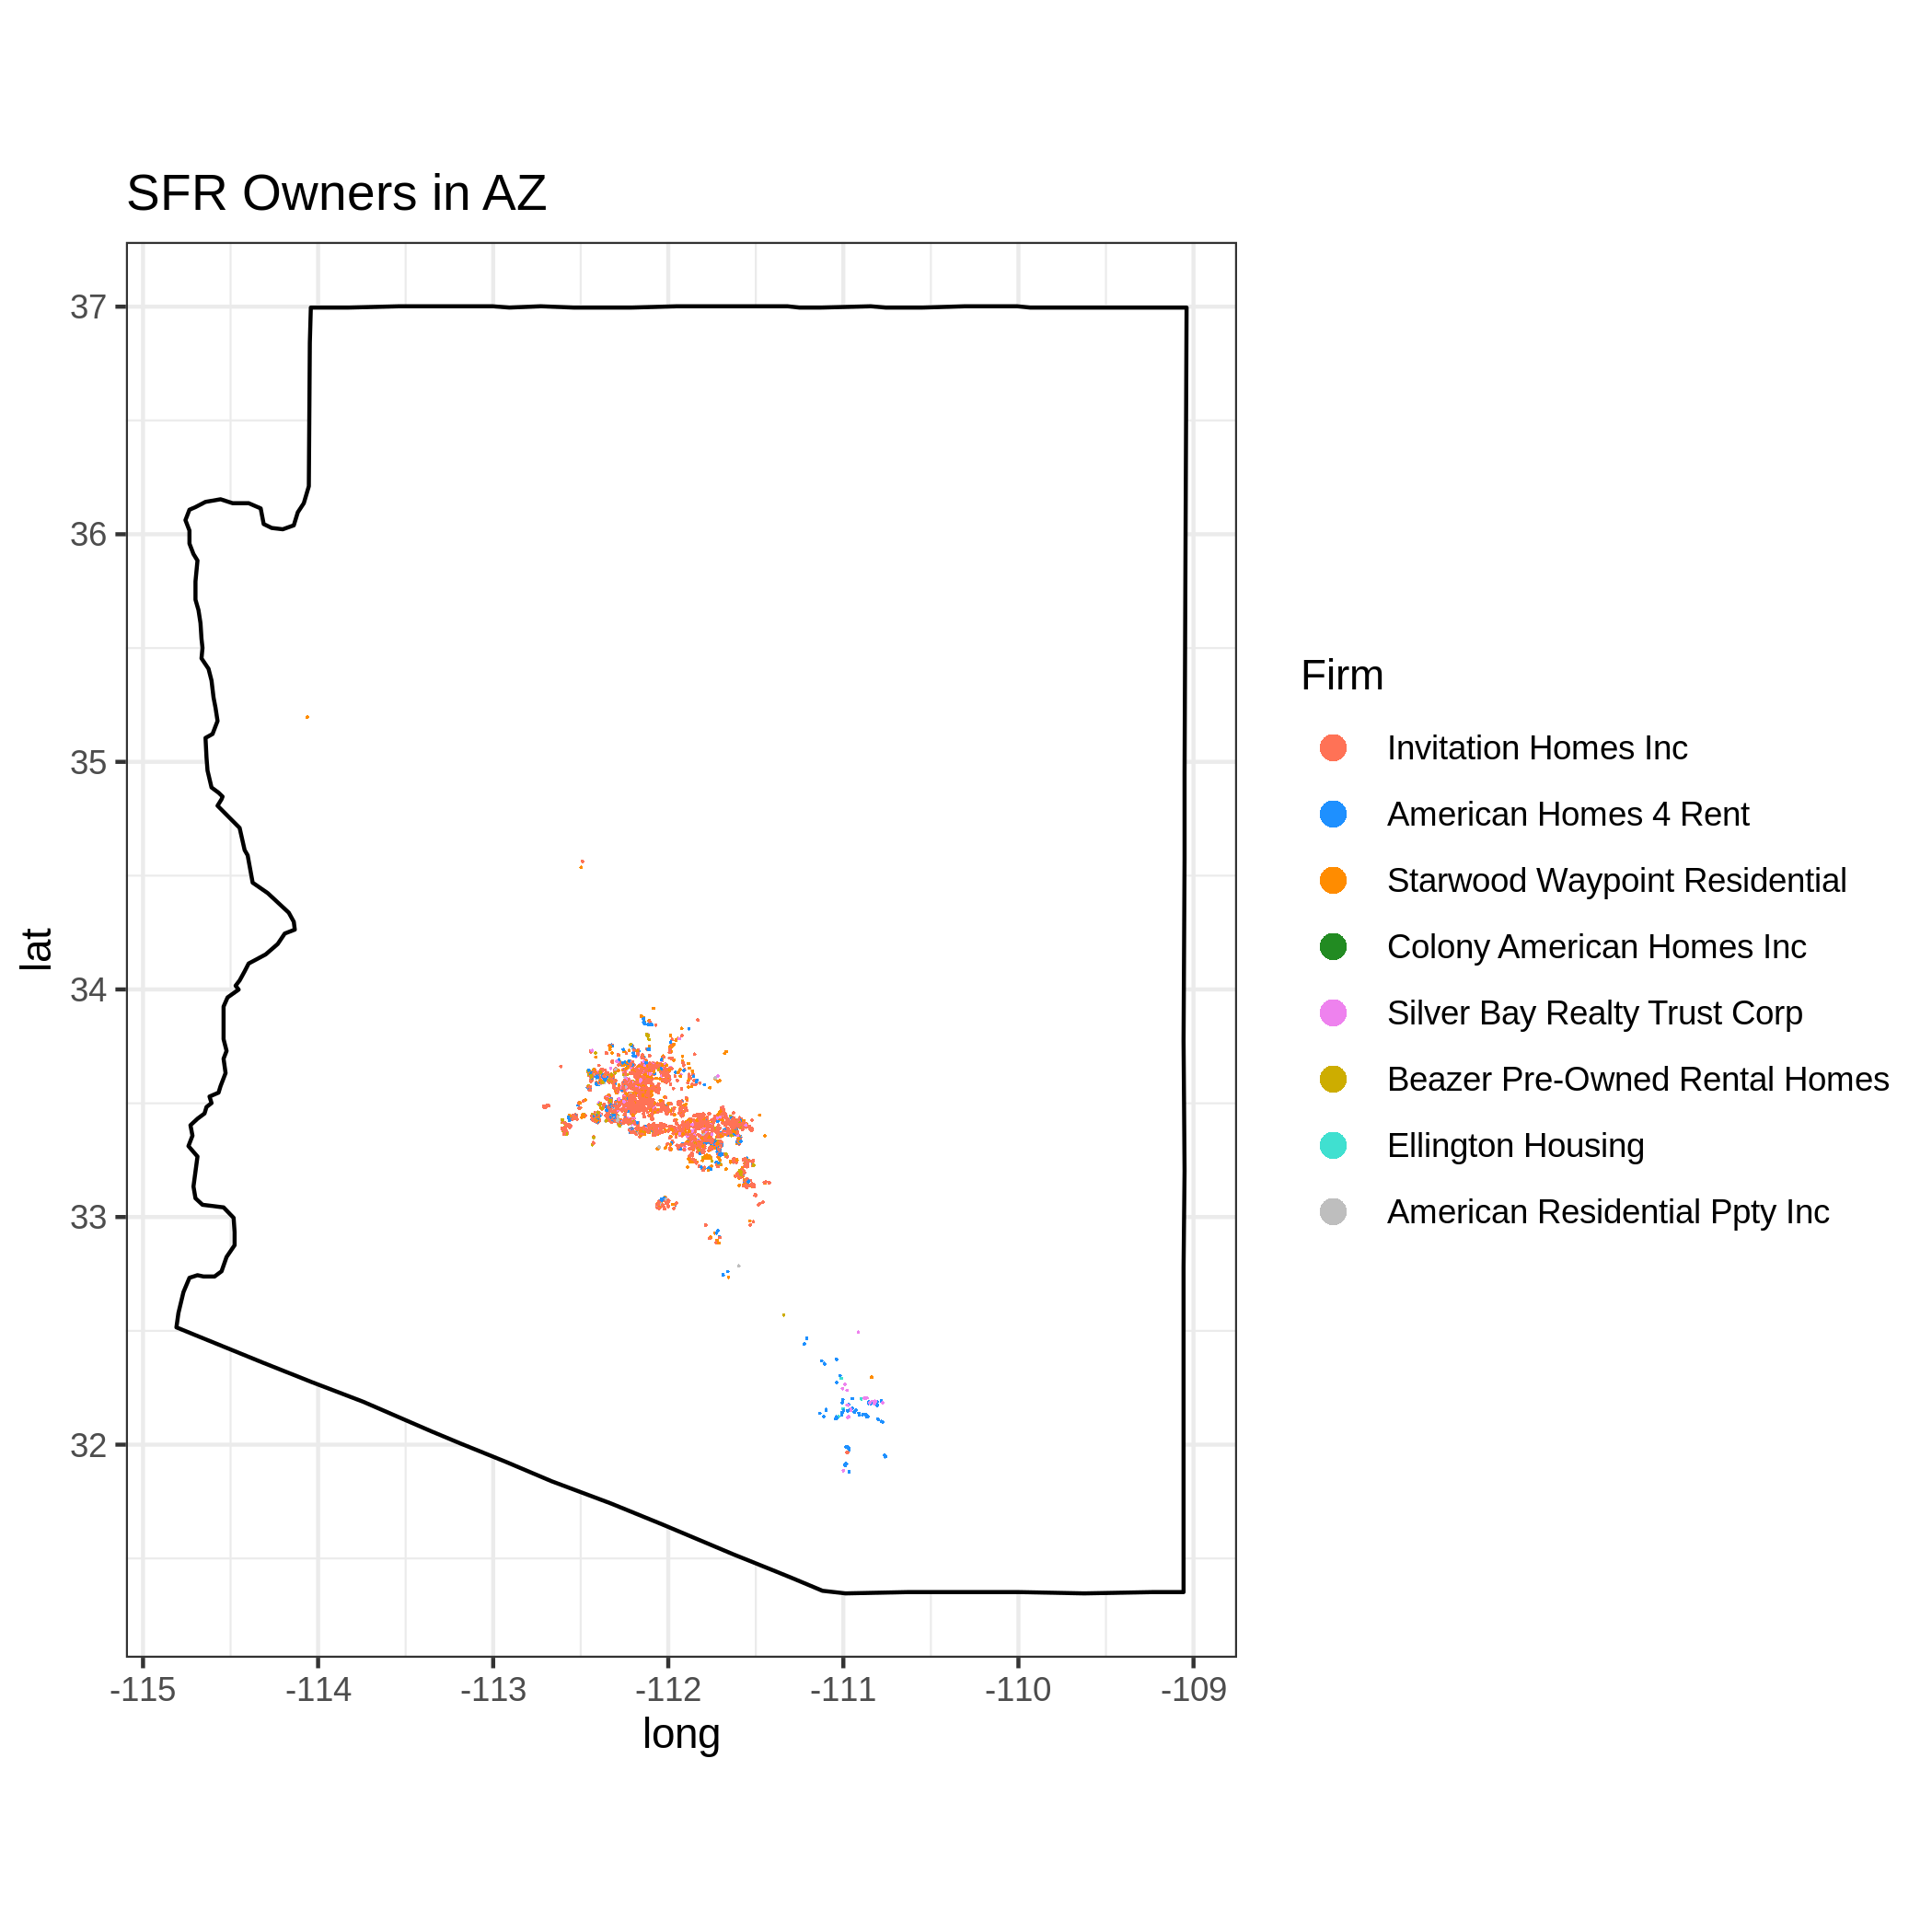 SFR Owners in AZ
37
36
35
34
33
32
lat
-115 -114 -113 -112 -111 -110 -109
long
Firm
Invitation Homes Inc
American Homes 4 Rent
Starwood Waypoint Residential
Colony American Homes Inc
Silver Bay Realty Trust Corp
Beazer Pre-Owned Rental Homes
Ellington Housing
American Residential Ppty Inc